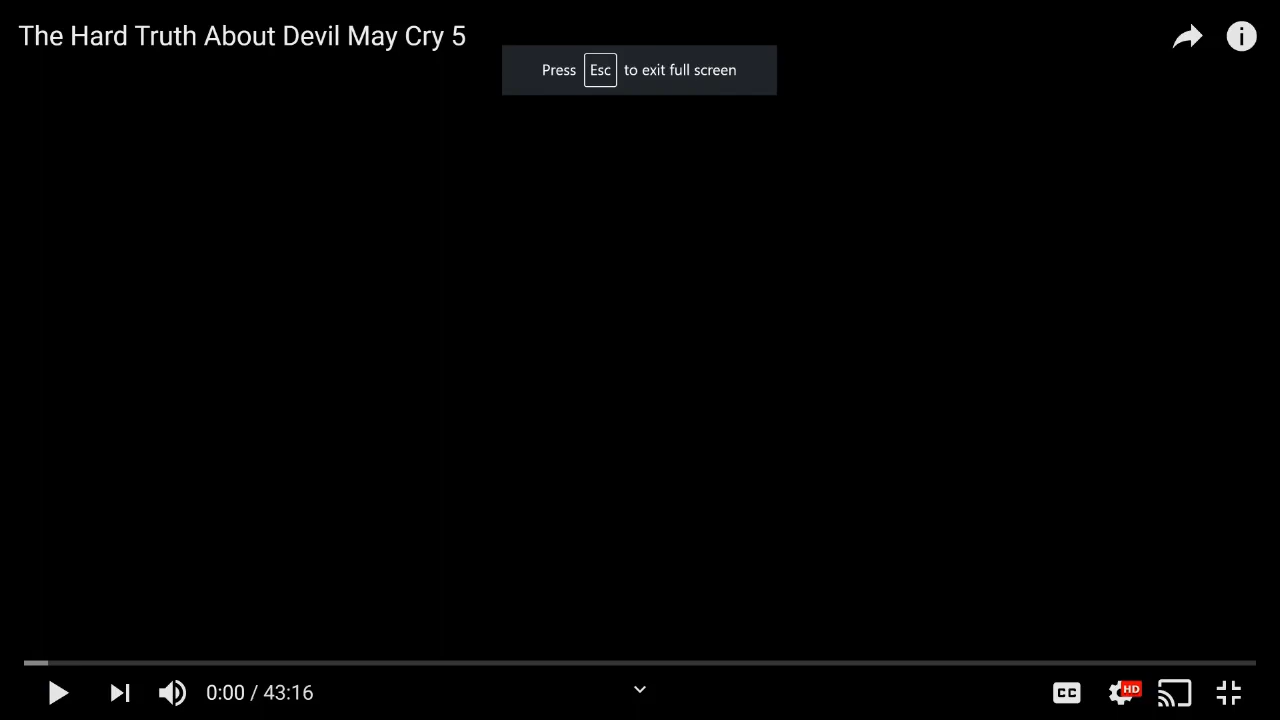 The Hard Truth About Devil May Cry 5
Press Esc to exit full screen
0:00 / 43:16
CC
HD